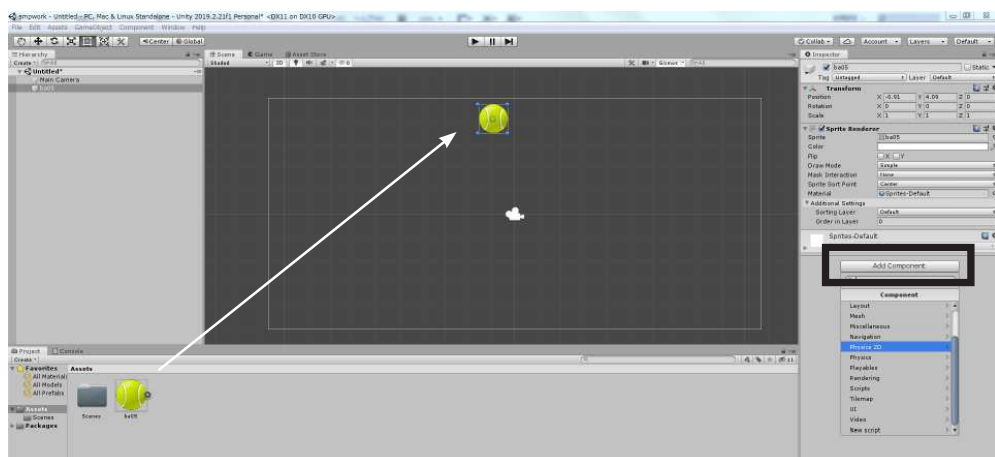 ampwork - Untitled - PC, Mac & Linux Standalone - Unity 2019.2.21f1 Personal* <DX11 on DX10 GPU>
File Edit Assets GameObject Component Window Help
Center Global Collab Account Layers Default
Hierarchy Scene Game Asset Store Inspector
Create Shaded 2D Gizmos
Untitled*
Main Camera
ba05
ba05 Static
Tag Untagged Layer Default
Transform
Position X -0.91 Y 4.09 Z 0
Rotation X 0 Y 0 Z 0
Scale X 1 Y 1 Z 1
Sprite Renderer
Sprite ba05
Color
Flip X Y
Draw Mode Simple
Mask Interaction None
Sprite Sort Point Center
Material Sprites-Default
Additional Settings
Sorting Layer Default
Order in Layer 0
Sprites-Default
Add Component
Component
Layout
Mesh
Miscellaneous
Navigation
Physics 2D
Physics
Playables
Rendering
Scripts
Tilemap
UI
Video
New script
Project Console
Create
Favorites
All Materials
All Models
All Prefabs
Assets
Scenes
Packages
Assets
Scenes
ba05